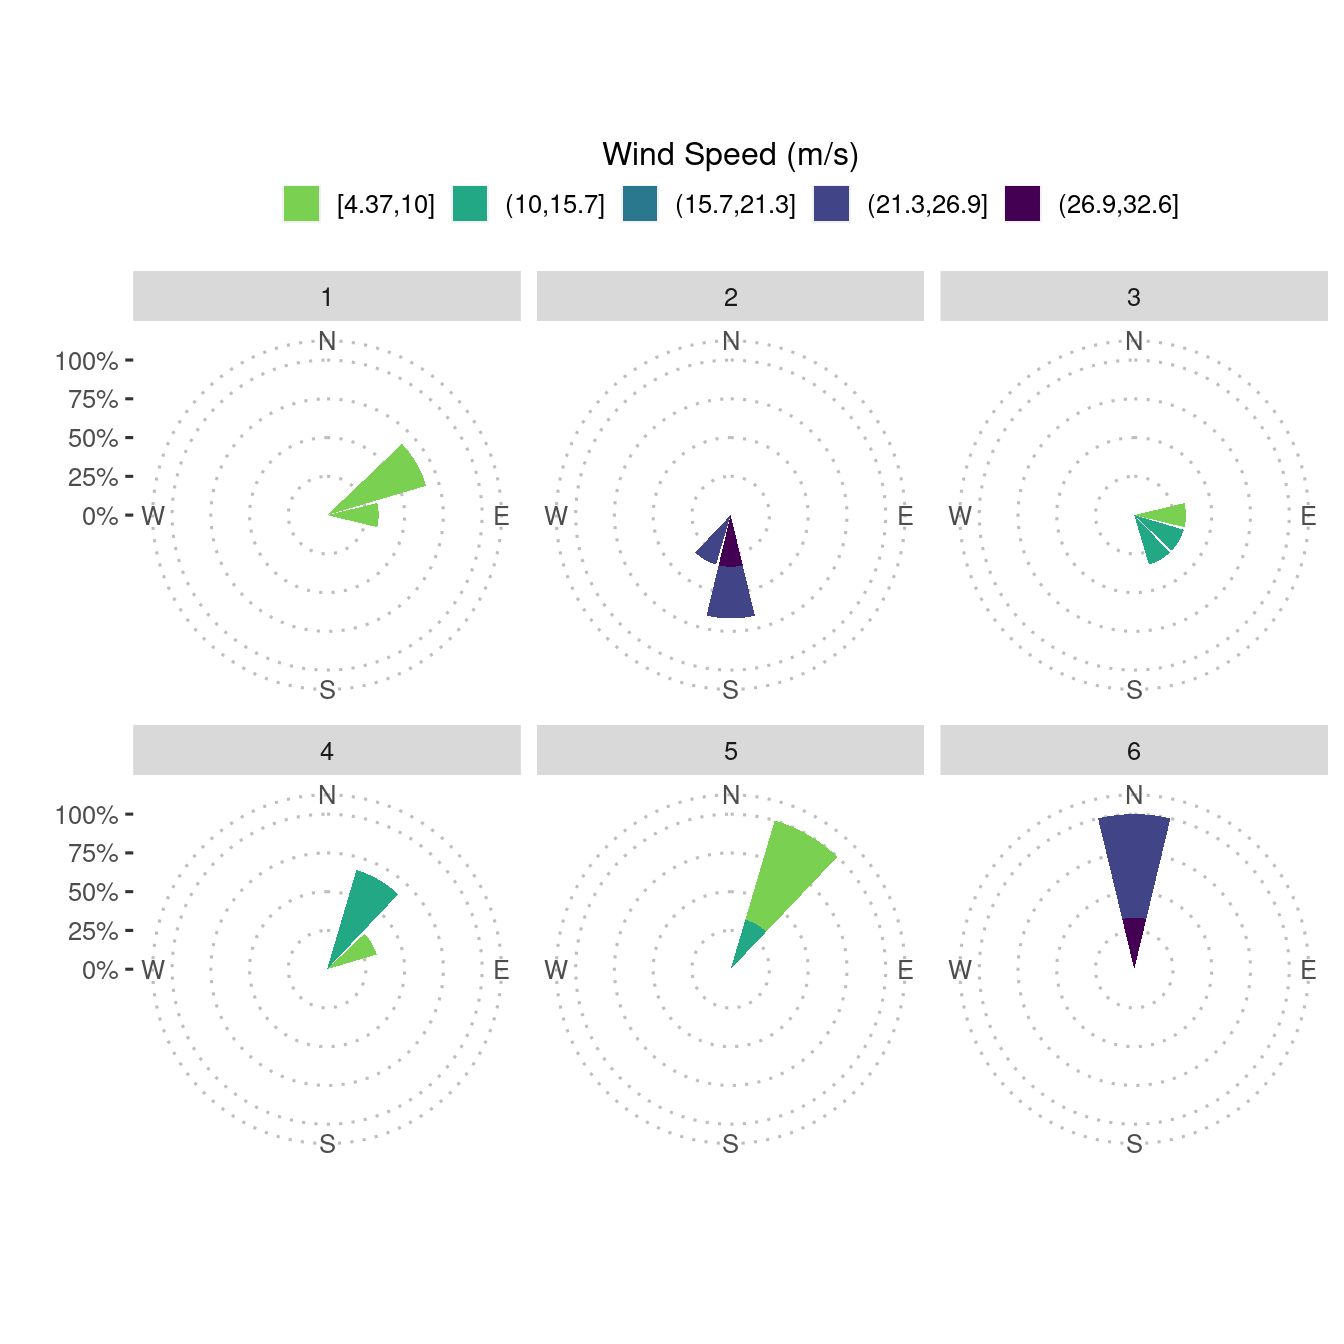 Wind Speed (m/s)
[4.37,10] (10,15.7] (15.7,21.3] (21.3,26.9] (26.9,32.6]
1 2 3
N N N
100%
75%
50%
25%
0% W E W E W E
S S S
4 5 6
N N N
100%
75%
50%
25%
0% W E W E W E
S S S